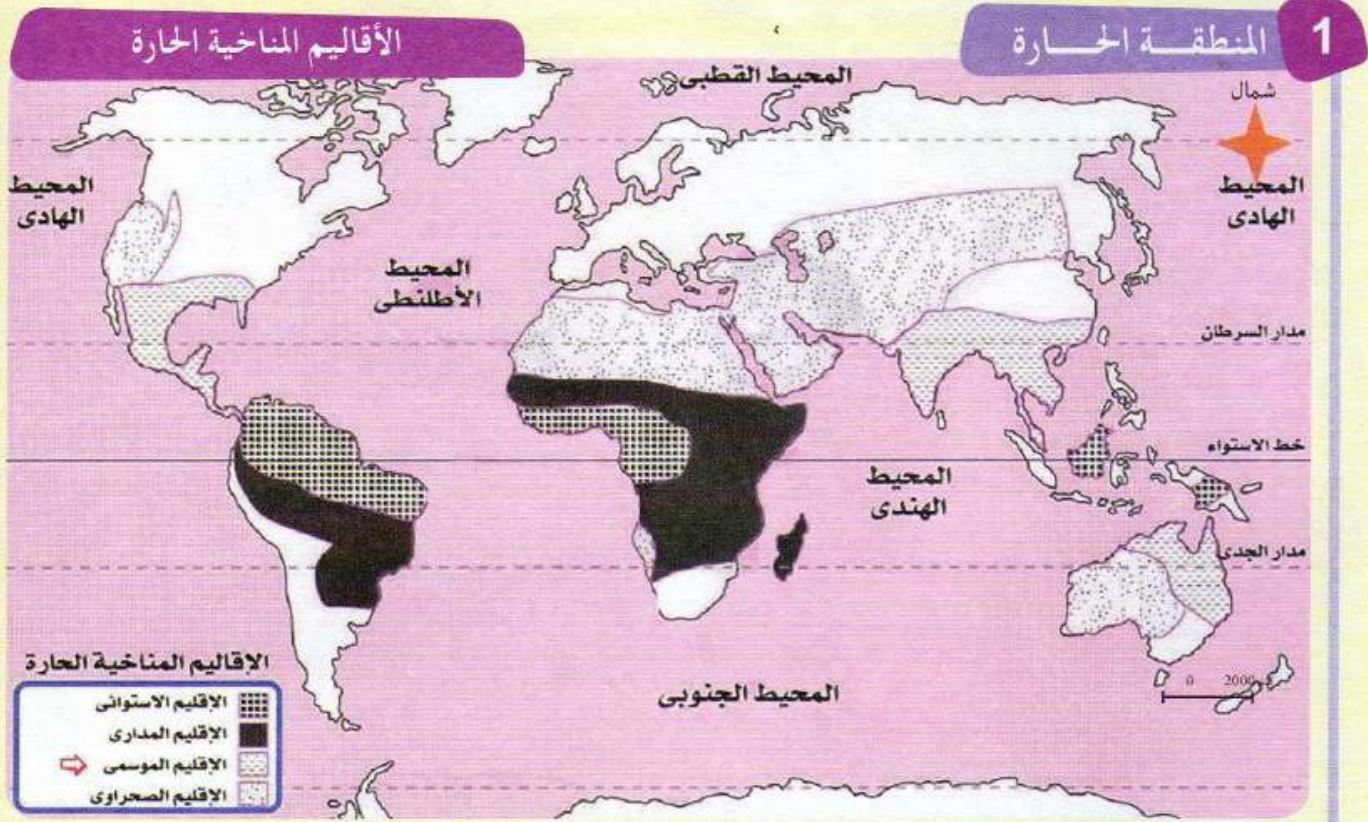 1
المنطقة الحارة
الأقاليم المناخية الحارة
شمال
المحيط القطبى
المحيط
الهادى
المحيط
الهادى
المحيط
الأطلنطى
مدار السرطان
خط الاستواء
المحيط
الهندى
مدار الجدى
المحيط الجنوبى
0 2000
الإقاليم المناخية الحارة
الإقليم الاستوائى
الإقليم المدارى
الإقليم الموسمى
الإقليم الصحراوى